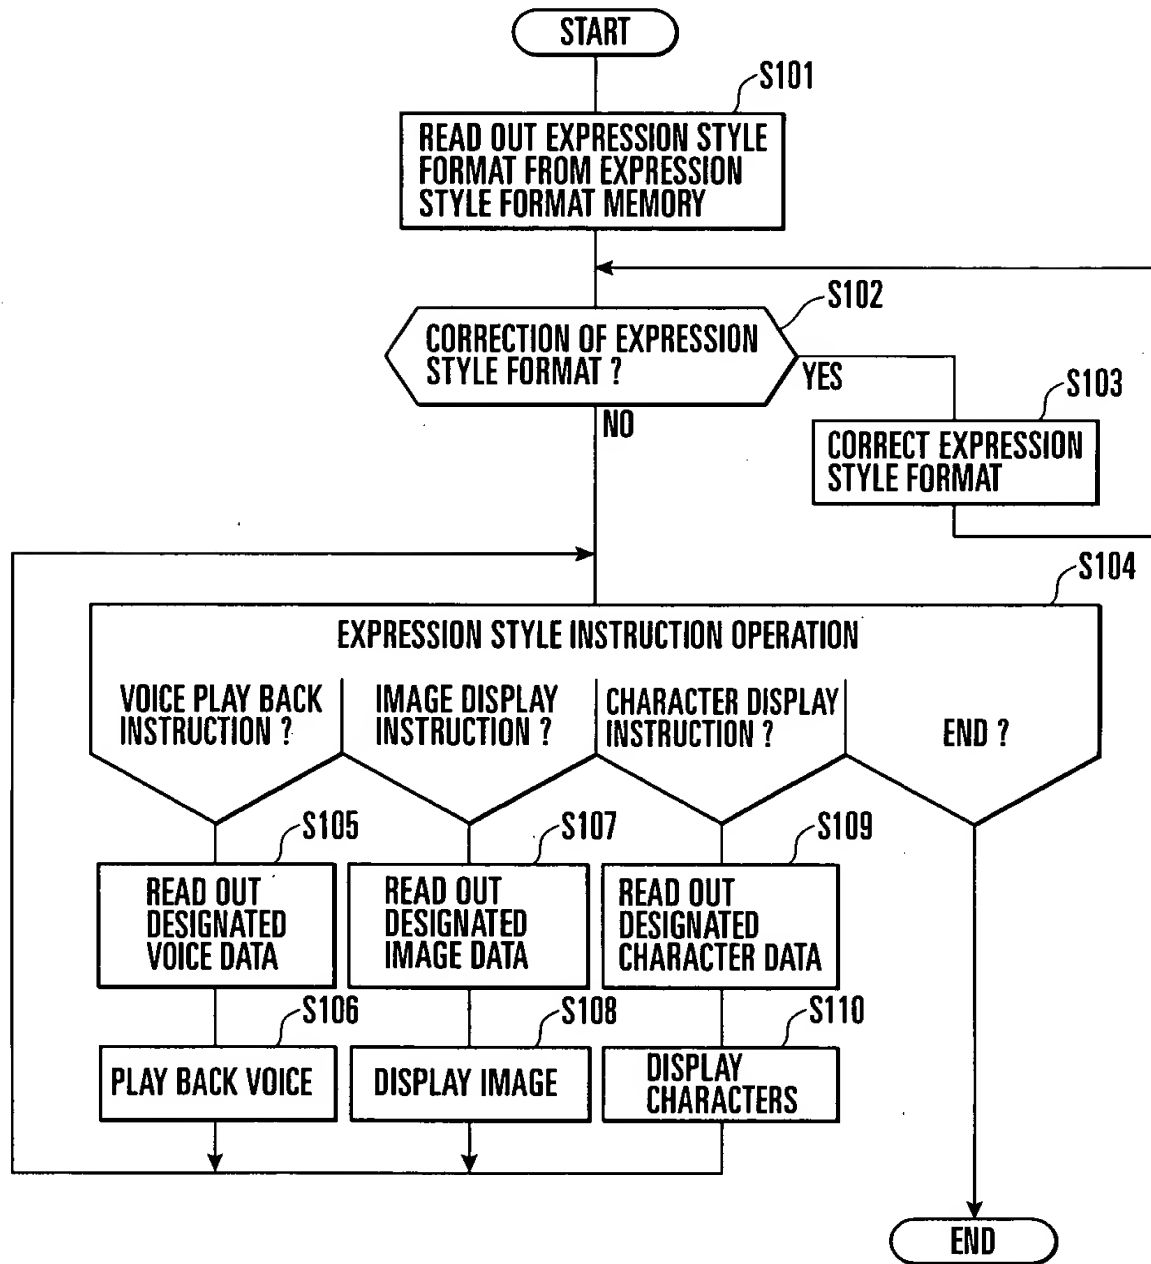 START
S101
READ OUT EXPRESSION STYLE
FORMAT FROM EXPRESSION
STYLE FORMAT MEMORY
S102
CORRECTION OF EXPRESSION
STYLE FORMAT ?
YES
NO
S103
CORRECT EXPRESSION
STYLE FORMAT
S104
EXPRESSION STYLE INSTRUCTION OPERATION
VOICE PLAY BACK
INSTRUCTION ?
IMAGE DISPLAY
INSTRUCTION ?
CHARACTER DISPLAY
INSTRUCTION ?
END ?
S105
READ OUT
DESIGNATED
VOICE DATA
S107
READ OUT
DESIGNATED
IMAGE DATA
S109
READ OUT
DESIGNATED
CHARACTER DATA
S106
PLAY BACK VOICE
S108
DISPLAY IMAGE
S110
DISPLAY
CHARACTERS
END